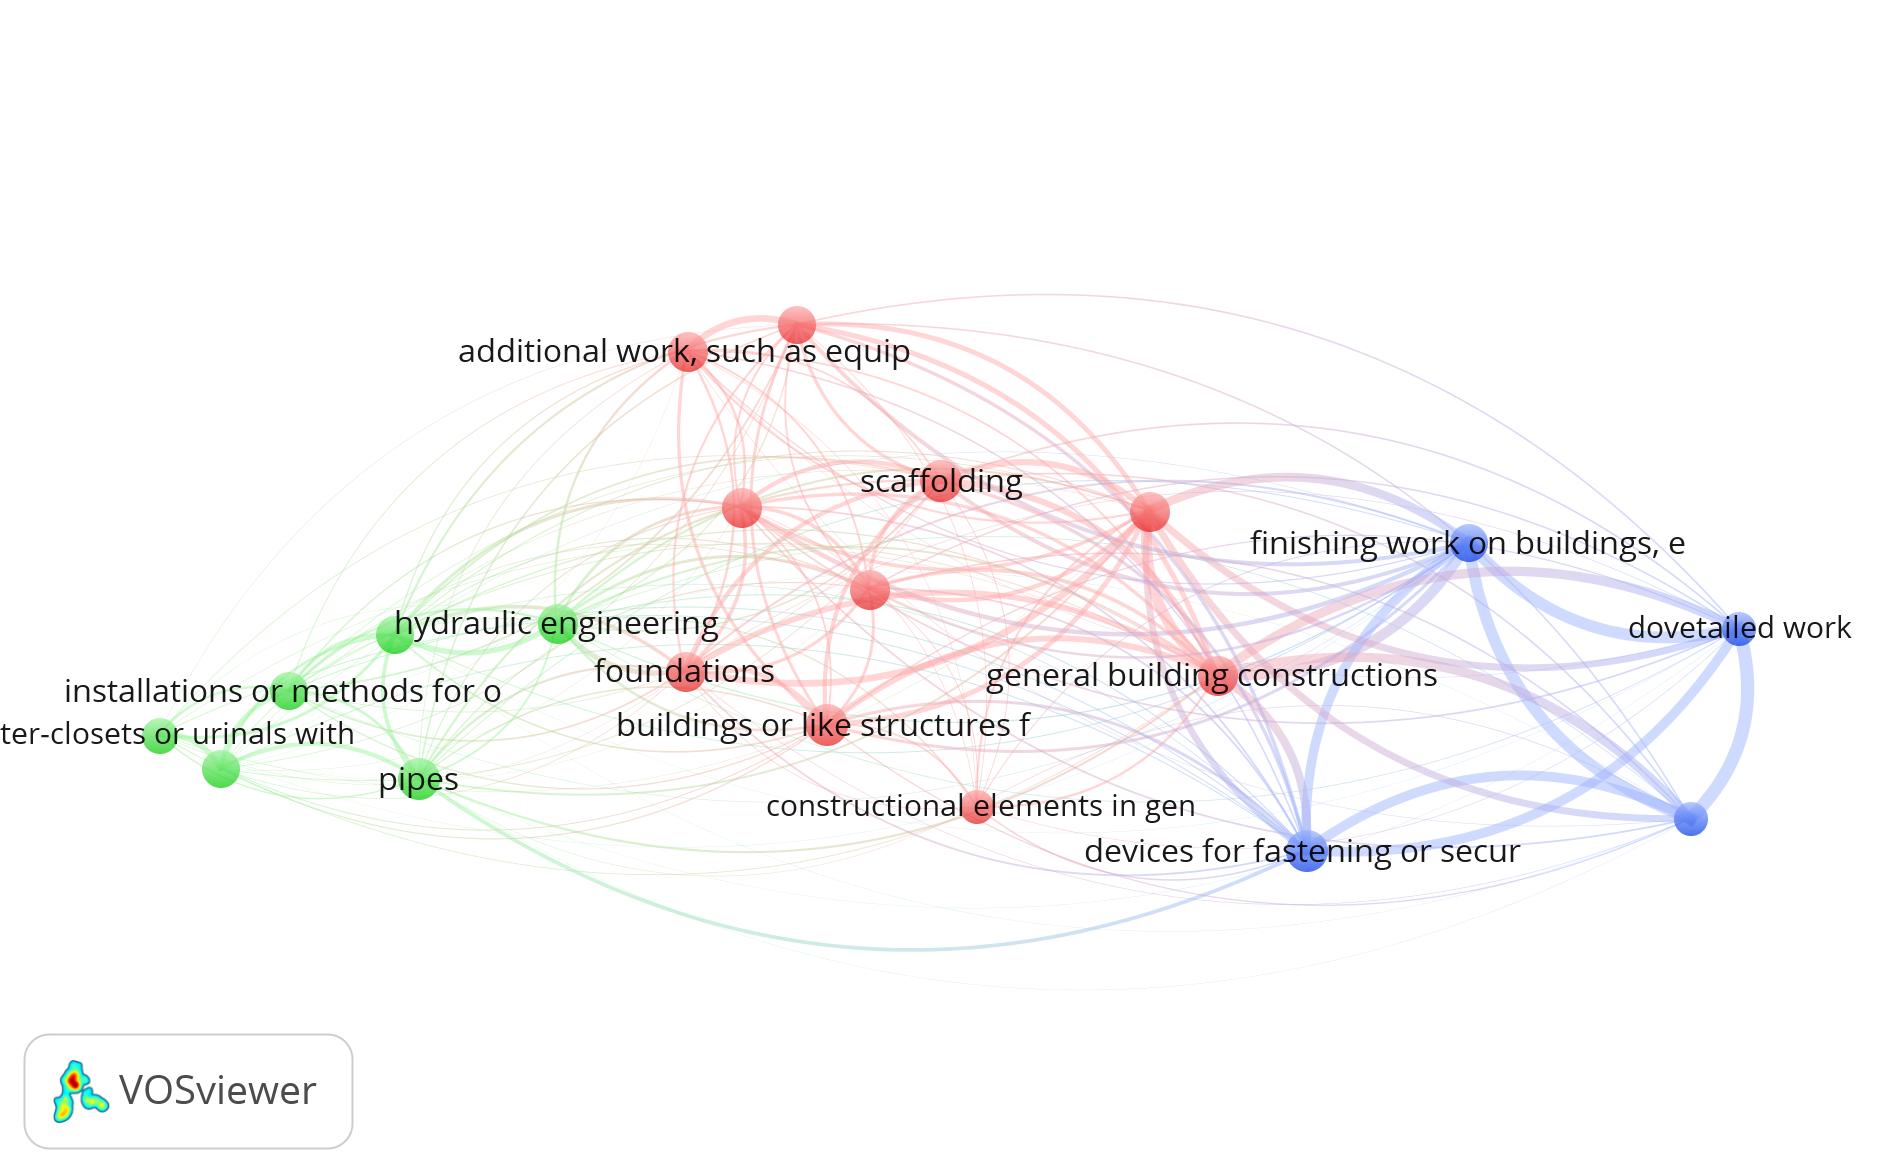 additional work, such as equip
scaffolding
finishing work on buildings, e
hydraulic engineering
dovetailed work
foundations
general building constructions
installations or methods for o
buildings or like structures f
ter-closets or urinals with
pipes
constructional elements in gen
devices for fastening or secur
VOSviewer